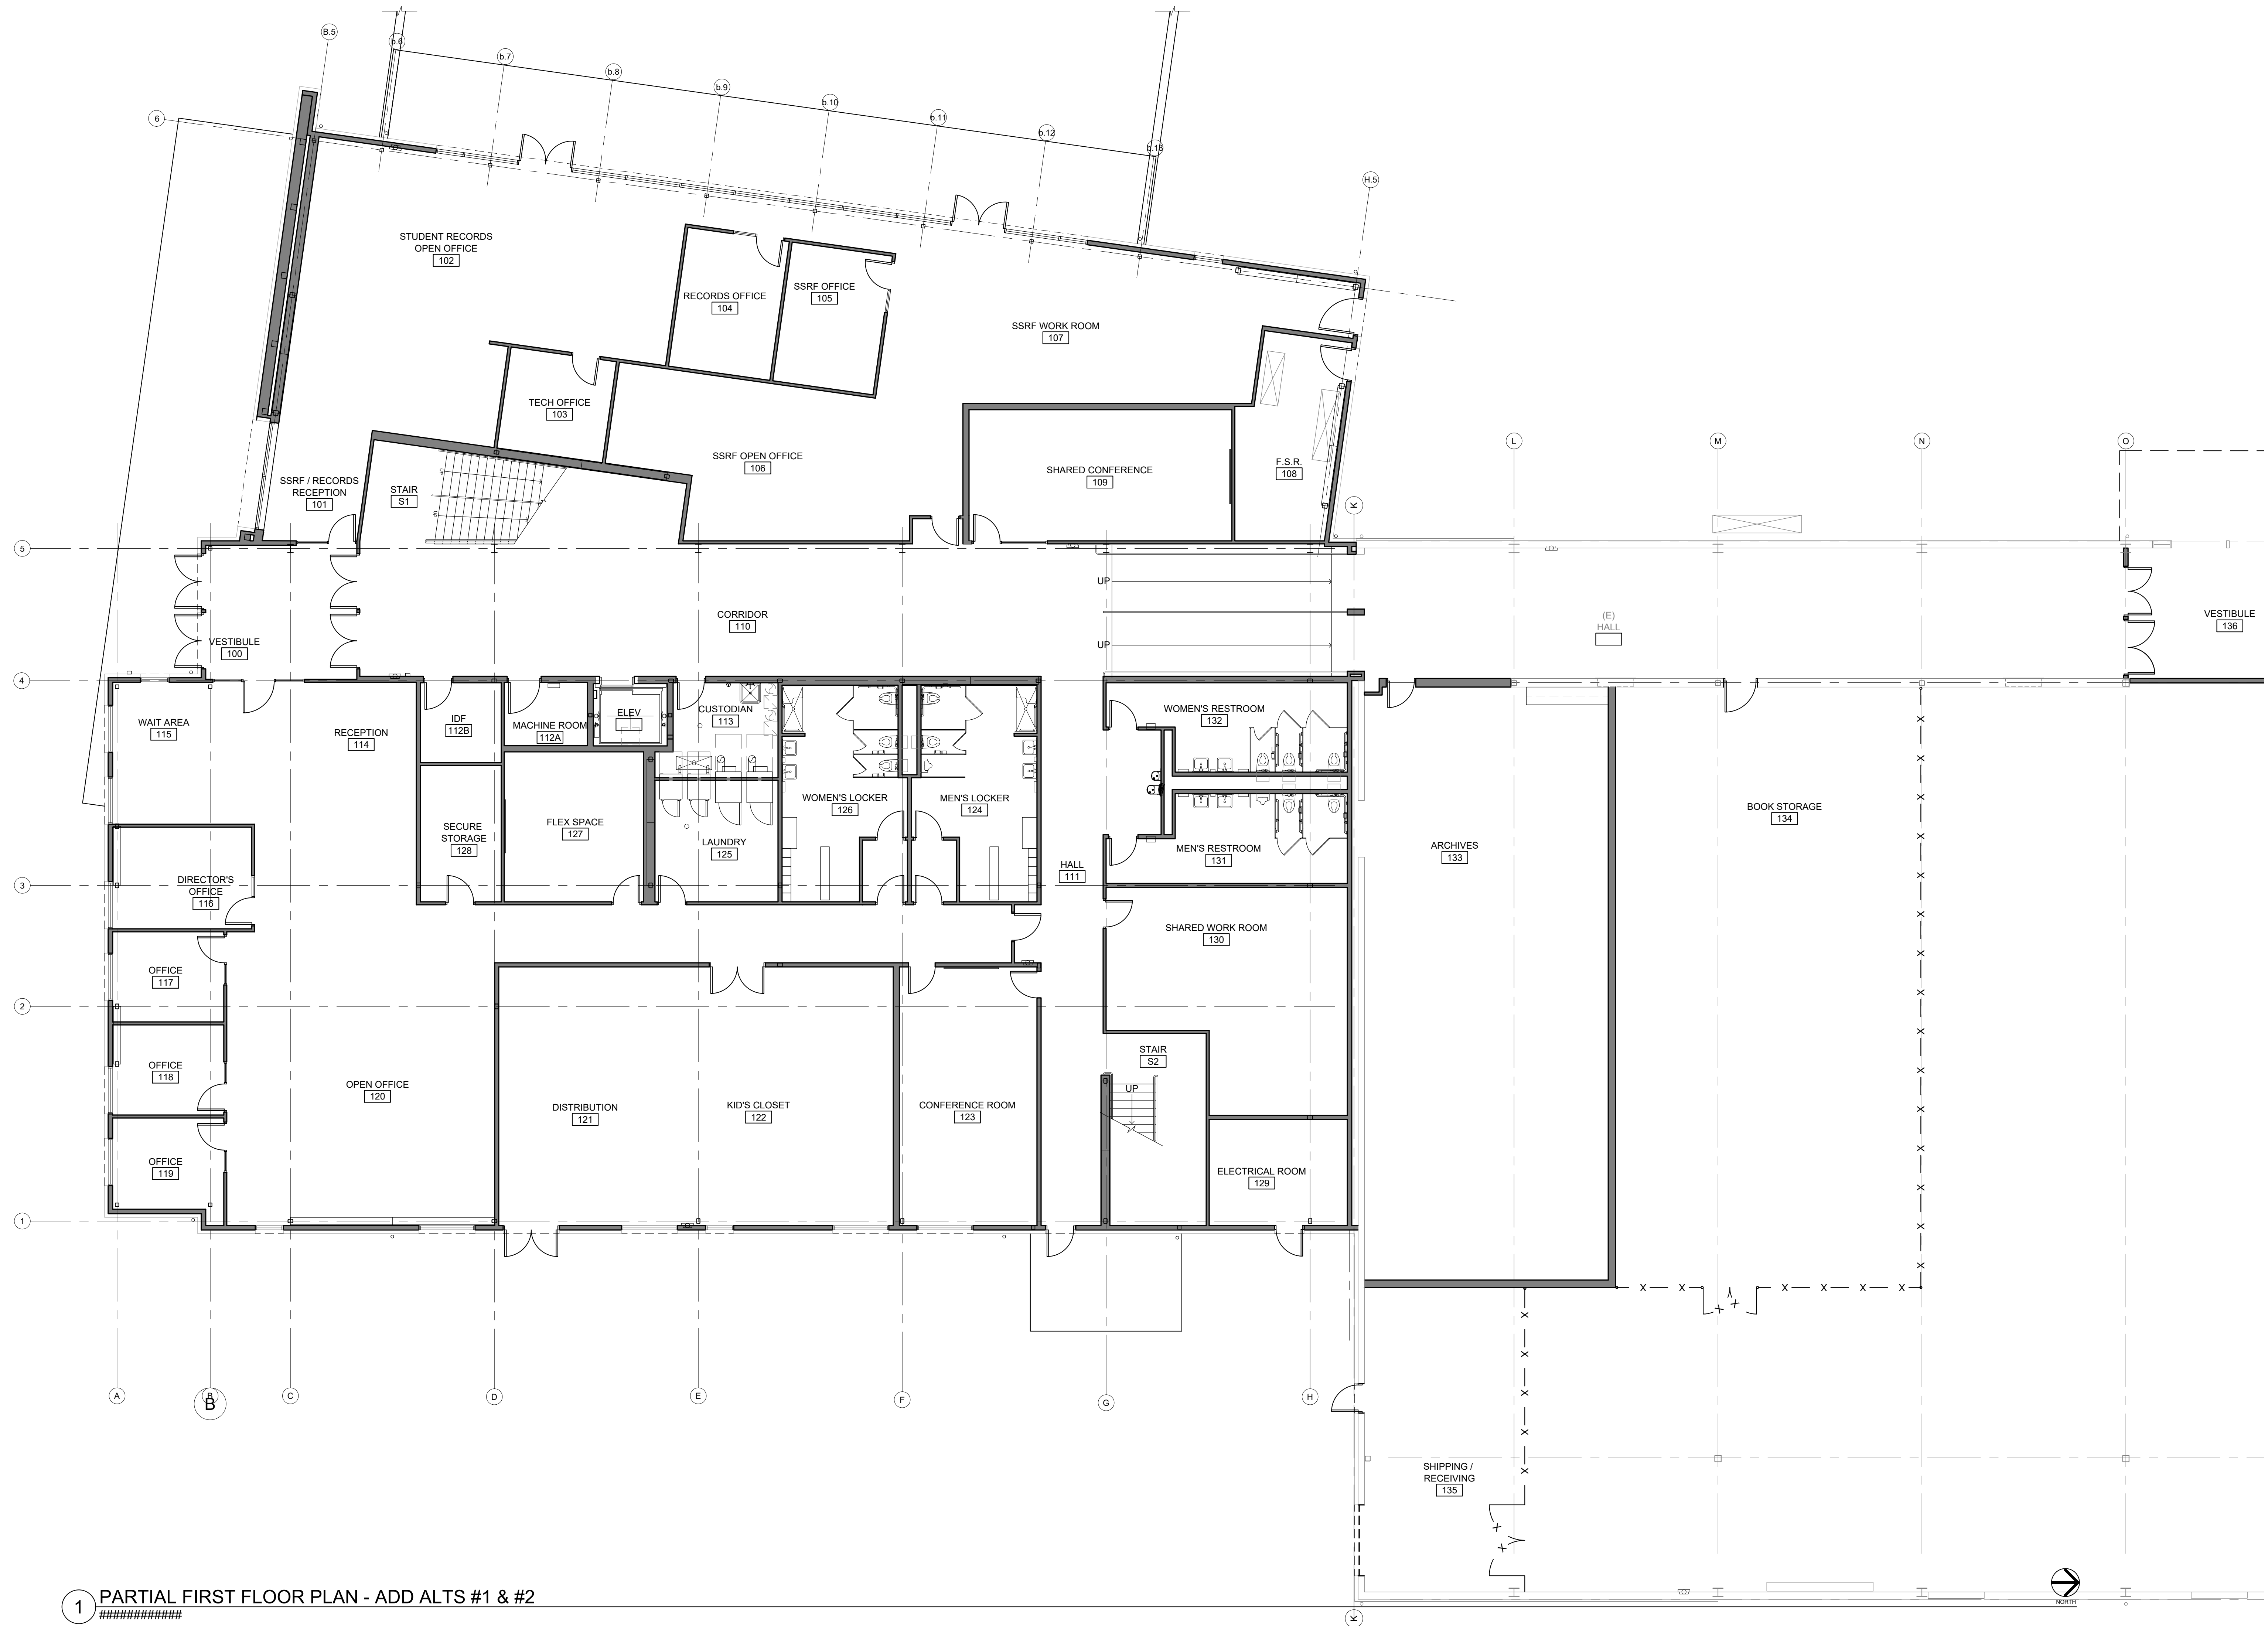 B.5
b.6
b.7
b.8
b.9
b.10
b.11
b.12
b.13
6
H.5
STUDENT RECORDS
OPEN OFFICE
102
RECORDS OFFICE
104
SSRF OFFICE
105
SSRF WORK ROOM
107
TECH OFFICE
103
SSRF OPEN OFFICE
106
SHARED CONFERENCE
109
F.S.R.
108
SSRF / RECORDS
RECEPTION
101
STAIR
S1
K
L
M
N
O
5
UP
UP
CORRIDOR
110
VESTIBULE
100
(E)
HALL
VESTIBULE
136
4
WAIT AREA
115
RECEPTION
114
IDF
112B
MACHINE ROOM
112A
ELEV
CUSTODIAN
113
WOMEN'S RESTROOM
132
SECURE
STORAGE
128
FLEX SPACE
127
LAUNDRY
125
WOMEN'S LOCKER
126
MEN'S LOCKER
124
HALL
111
MEN'S RESTROOM
131
ARCHIVES
133
BOOK STORAGE
134
3
DIRECTOR'S
OFFICE
116
SHARED WORK ROOM
130
OFFICE
117
2
OFFICE
118
STAIR
S2
UP
OPEN OFFICE
120
DISTRIBUTION
121
KID'S CLOSET
122
CONFERENCE ROOM
123
OFFICE
119
ELECTRICAL ROOM
129
1
X X X X X X X
A
B
B
C
D
E
F
G
H
SHIPPING /
RECEIVING
135
1
PARTIAL FIRST FLOOR PLAN - ADD ALTS #1 & #2
############
NORTH
K